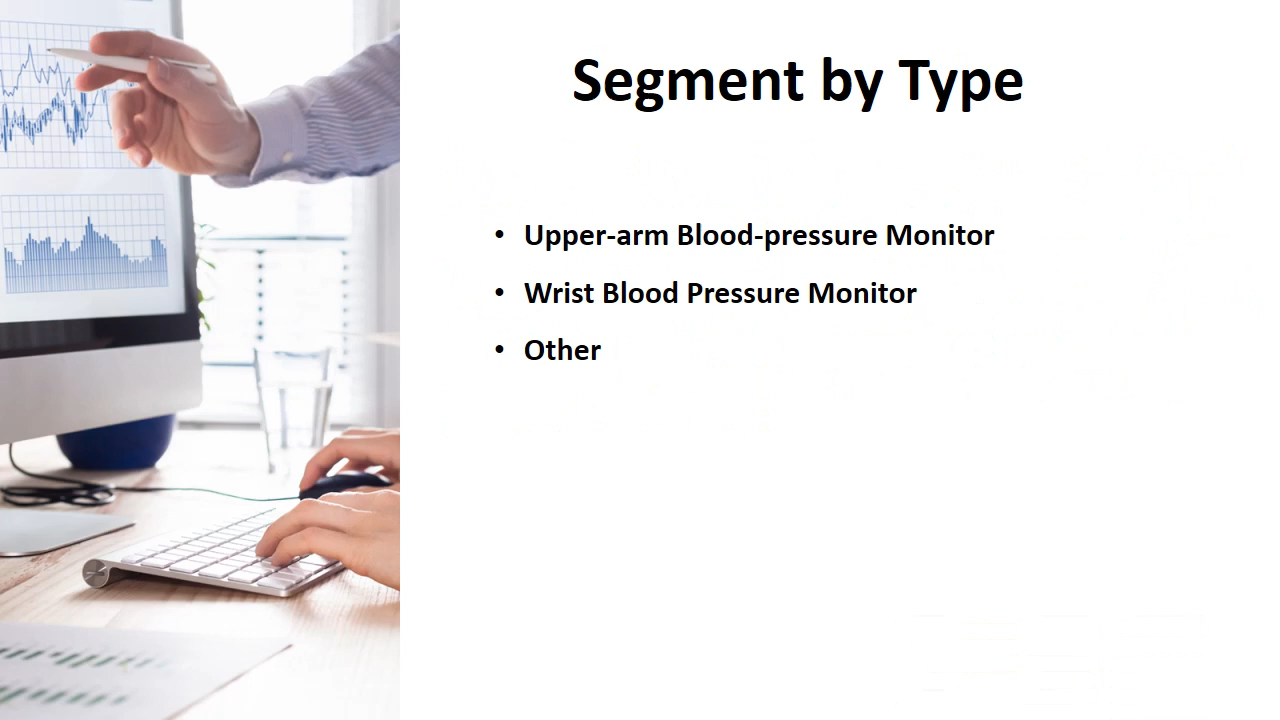 Segment by Type
• Upper-arm Blood-pressure Monitor
• Wrist Blood Pressure Monitor
• Other